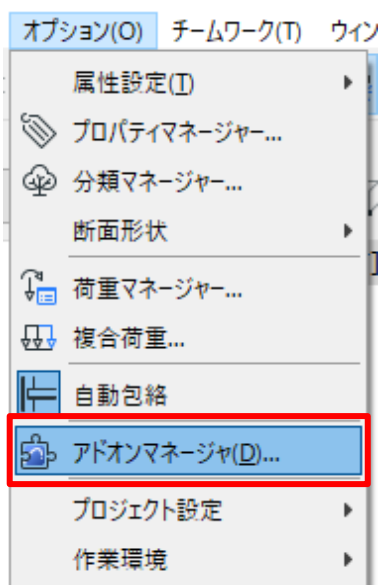 オプション(O) チームワーク(T) ウィン
属性設定(T)
プロパティマネージャー...
分類マネージャー...
断面形状
荷重マネージャー...
複合荷重...
自動包絡
アドオンマネージャ(D)...
プロジェクト設定
作業環境